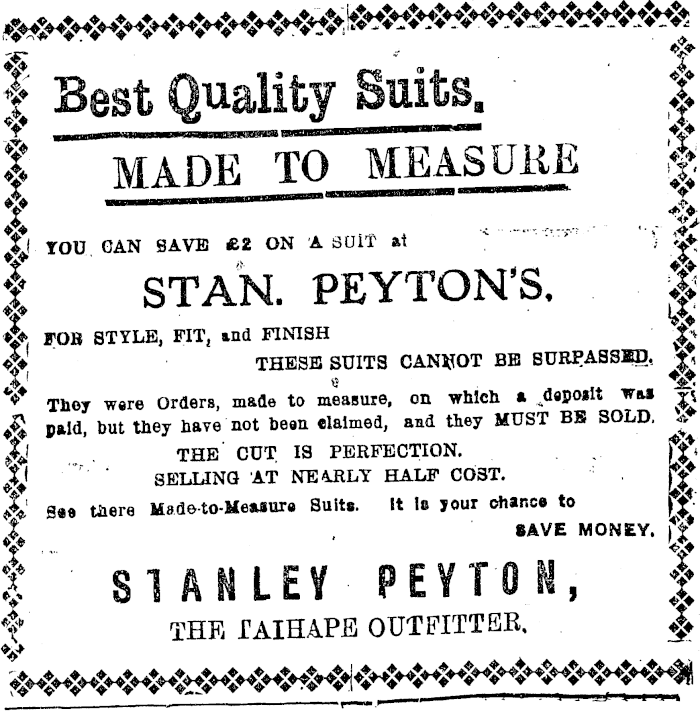 Best Quality Suits.
MADE TO MEASURE
YOU CAN SAVE £2 ON A SUIT at
STAN. PEYTON'S.
FOR STYLE, FIT, and FINISH
THESE SUITS CANNOT BE SURPASSED.
They were Orders, made to measure, on which a deposit was
paid, but they have not been claimed, and they MUST BE SOLD.
THE CUT IS PERFECTION.
SELLING AT NEARLY HALF COST.
See there Made-to-Measure Suits. It is your chance to
SAVE MONEY.
STANLEY PEYTON,
THE TAIHAPE OUTFITTER.